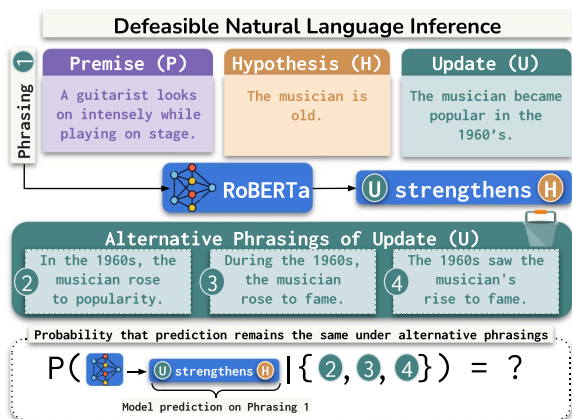 Defeasible Natural Language Inference
Phrasing 1
Premise (P)
A guitarist looks
on intensely while
playing on stage.
Hypothesis (H)
The musician is
old.
Update (U)
The musician became
popular in the
1960's.
RoBERTa
U strengthens H
Alternative Phrasings of Update (U)
2
In the 1960s, the
musician rose
to popularity.
3
During the 1960s,
the musician
rose to fame.
4
The 1960s saw the
musician's
rise to fame.
Probability that prediction remains the same under alternative phrasings
P( U strengthens H |{ 2, 3, 4 }) = ?
Model prediction on Phrasing 1